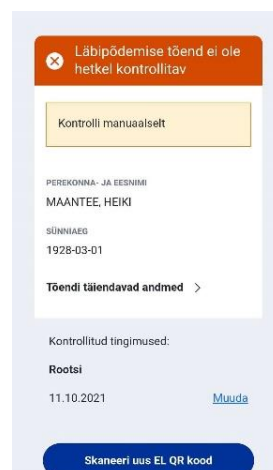 Läbipõdemise tõend ei ole
hetkel kontrollitav
Kontrolli manuaalselt
PEREKONNA- JA EESNIMI
MAANTEE, HEIKI
SÜNNIAEG
1928-03-01
Tõendi täiendavad andmed >
Kontrollitud tingimused:
Rootsi
11.10.2021 Muuda
Skaneeri uus EL QR kood